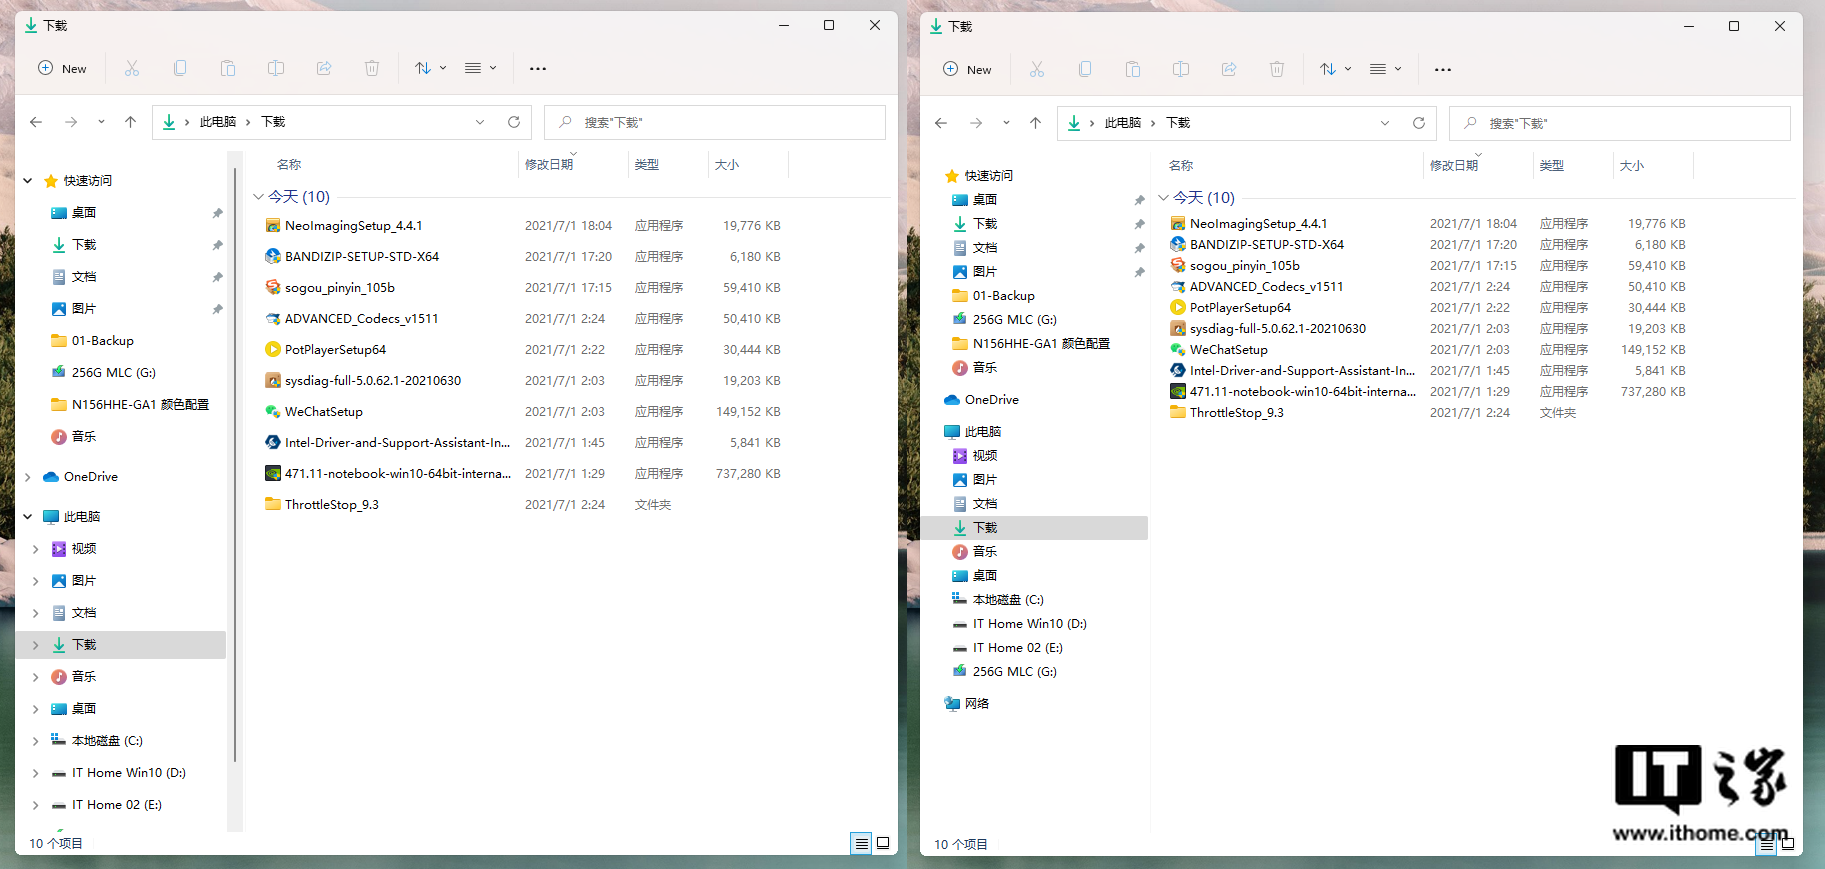 下载
New
此电脑 下载
搜索"下载"
名称 修改日期 类型 大小
快速访问
桌面
下载
文档
图片
01-Backup
256G MLC (G:)
N156HHE-GA1 颜色配置
音乐
OneDrive
此电脑
视频
图片
文档
下载
音乐
桌面
本地磁盘 (C:)
IT Home Win10 (D:)
IT Home 02 (E:)
今天 (10)
NeoImagingSetup_4.4.1 2021/7/1 18:04 应用程序 19,776 KB
BANDIZIP-SETUP-STD-X64 2021/7/1 17:20 应用程序 6,180 KB
sogou_pinyin_105b 2021/7/1 17:15 应用程序 59,410 KB
ADVANCED_Codecs_v1511 2021/7/1 2:24 应用程序 50,410 KB
PotPlayerSetup64 2021/7/1 2:22 应用程序 30,444 KB
sysdiag-full-5.0.62.1-20210630 2021/7/1 2:03 应用程序 19,203 KB
WeChatSetup 2021/7/1 2:03 应用程序 149,152 KB
Intel-Driver-and-Support-Assistant-In... 2021/7/1 1:45 应用程序 5,841 KB
471.11-notebook-win10-64bit-interna... 2021/7/1 1:29 应用程序 737,280 KB
ThrottleStop_9.3 2021/7/1 2:24 文件夹
10 个项目
下载
New
此电脑 下载
搜索"下载"
名称 修改日期 类型 大小
快速访问
桌面
下载
文档
图片
01-Backup
256G MLC (G:)
N156HHE-GA1 颜色配置
音乐
OneDrive
此电脑
视频
图片
文档
下载
音乐
桌面
本地磁盘 (C:)
IT Home Win10 (D:)
IT Home 02 (E:)
256G MLC (G:)
网络
今天 (10)
NeoImagingSetup_4.4.1 2021/7/1 18:04 应用程序 19,776 KB
BANDIZIP-SETUP-STD-X64 2021/7/1 17:20 应用程序 6,180 KB
sogou_pinyin_105b 2021/7/1 17:15 应用程序 59,410 KB
ADVANCED_Codecs_v1511 2021/7/1 2:24 应用程序 50,410 KB
PotPlayerSetup64 2021/7/1 2:22 应用程序 30,444 KB
sysdiag-full-5.0.62.1-20210630 2021/7/1 2:03 应用程序 19,203 KB
WeChatSetup 2021/7/1 2:03 应用程序 149,152 KB
Intel-Driver-and-Support-Assistant-In... 2021/7/1 1:45 应用程序 5,841 KB
471.11-notebook-win10-64bit-interna... 2021/7/1 1:29 应用程序 737,280 KB
ThrottleStop_9.3 2021/7/1 2:24 文件夹
10 个项目
IT之家
www.ithome.com